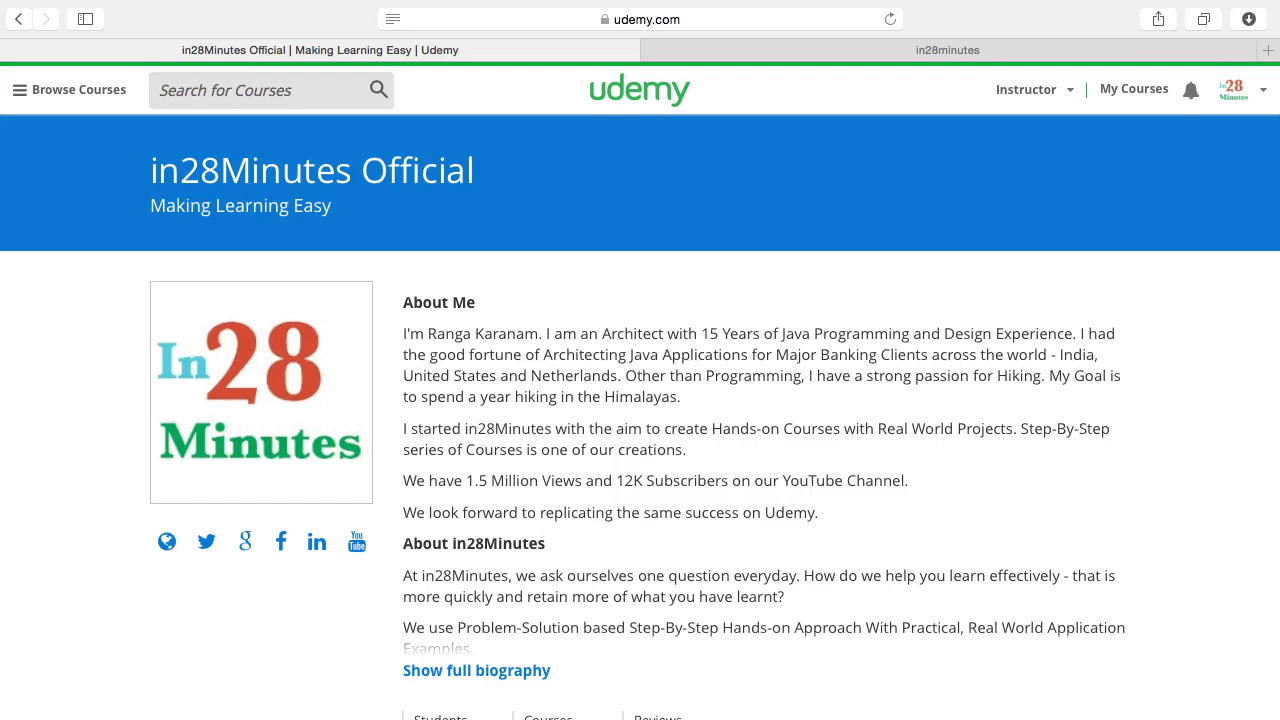 udemy.com
in28Minutes Official | Making Learning Easy | Udemy
in28minutes
Browse Courses
Search for Courses
udemy
Instructor
My Courses
In28
Minutes
in28Minutes Official
Making Learning Easy
In28
Minutes
You
Tube
About Me
I'm Ranga Karanam. I am an Architect with 15 Years of Java Programming and Design Experience. I had
the good fortune of Architecting Java Applications for Major Banking Clients across the world - India,
United States and Netherlands. Other than Programming, I have a strong passion for Hiking. My Goal is
to spend a year hiking in the Himalayas.
I started in28Minutes with the aim to create Hands-on Courses with Real World Projects. Step-By-Step
series of Courses is one of our creations.
We have 1.5 Million Views and 12K Subscribers on our YouTube Channel.
We look forward to replicating the same success on Udemy.
About in28Minutes
At in28Minutes, we ask ourselves one question everyday. How do we help you learn effectively - that is
more quickly and retain more of what you have learnt?
We use Problem-Solution based Step-By-Step Hands-on Approach With Practical, Real World Application
Examples.
Show full biography
Students
Courses
Reviews